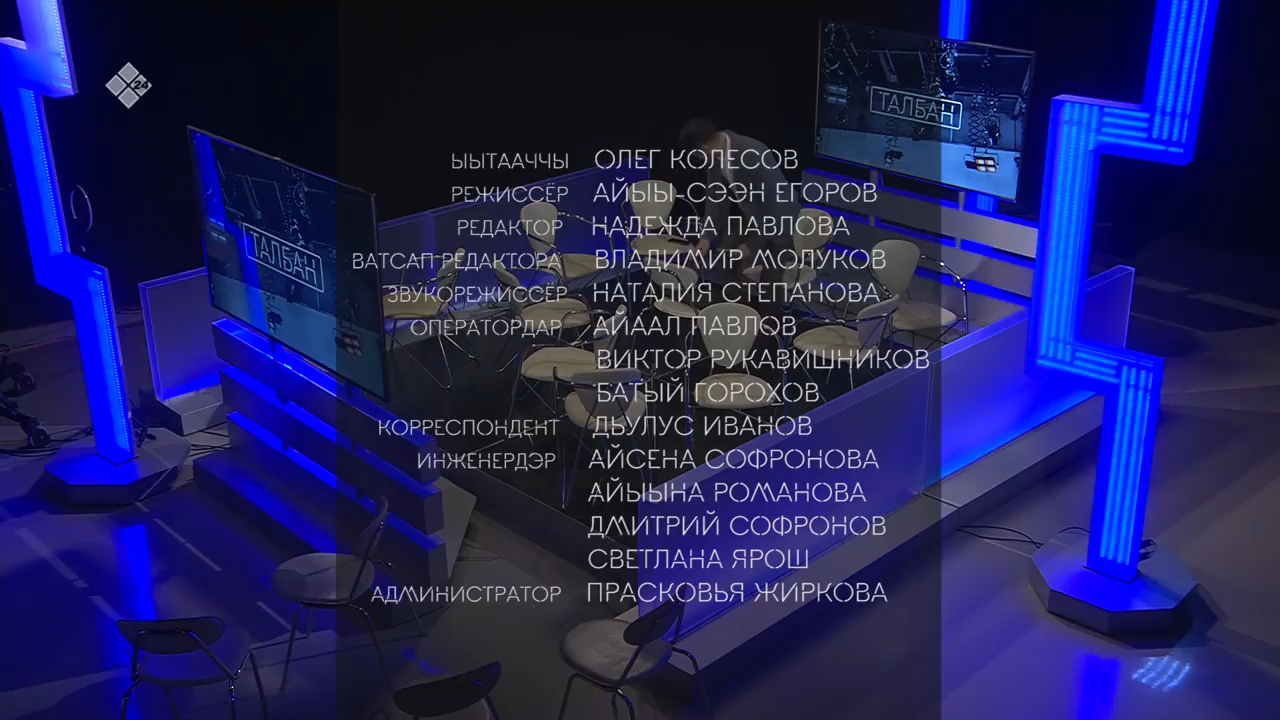 X24
ТАЛБАН
ТАЛБАН
ЫЫТААЧЧЫ ОЛЕГ КОЛЕСОВ
РЕЖИССЁР АЙЫЫ-СЭЭН ЕГОРОВ
РЕДАКТОР НАДЕЖДА ПАВЛОВА
ВАТСАП-РЕДАКТОРА ВЛАДИМИР МОЛУКОВ
ЗВУКОРЕЖИССЁР НАТАЛИЯ СТЕПАНОВА
ОПЕРАТОРДАР АЙААЛ ПАВЛОВ
ВИКТОР РУКАВИШНИКОВ
БАТЫЙ ГОРОХОВ
КОРРЕСПОНДЕНТ ДЬУЛУС ИВАНОВ
ИНЖЕНЕРДЭР АЙСЕНА СОФРОНОВА
АЙЫЫНА РОМАНОВА
ДМИТРИЙ СОФРОНОВ
СВЕТЛАНА ЯРОШ
АДМИНИСТРАТОР ПРАСКОВЬЯ ЖИРКОВА